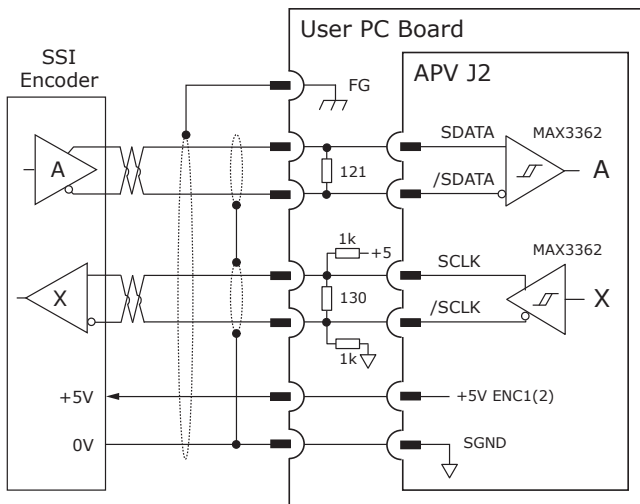 User PC Board
SSI
Encoder
FG
APV J2
A
121
SDATA
MAX3362
/SDATA
A
X
1k
+5
130
1k
SCLK
MAX3362
/SCLK
X
+5V
+5V ENC1(2)
0V
SGND